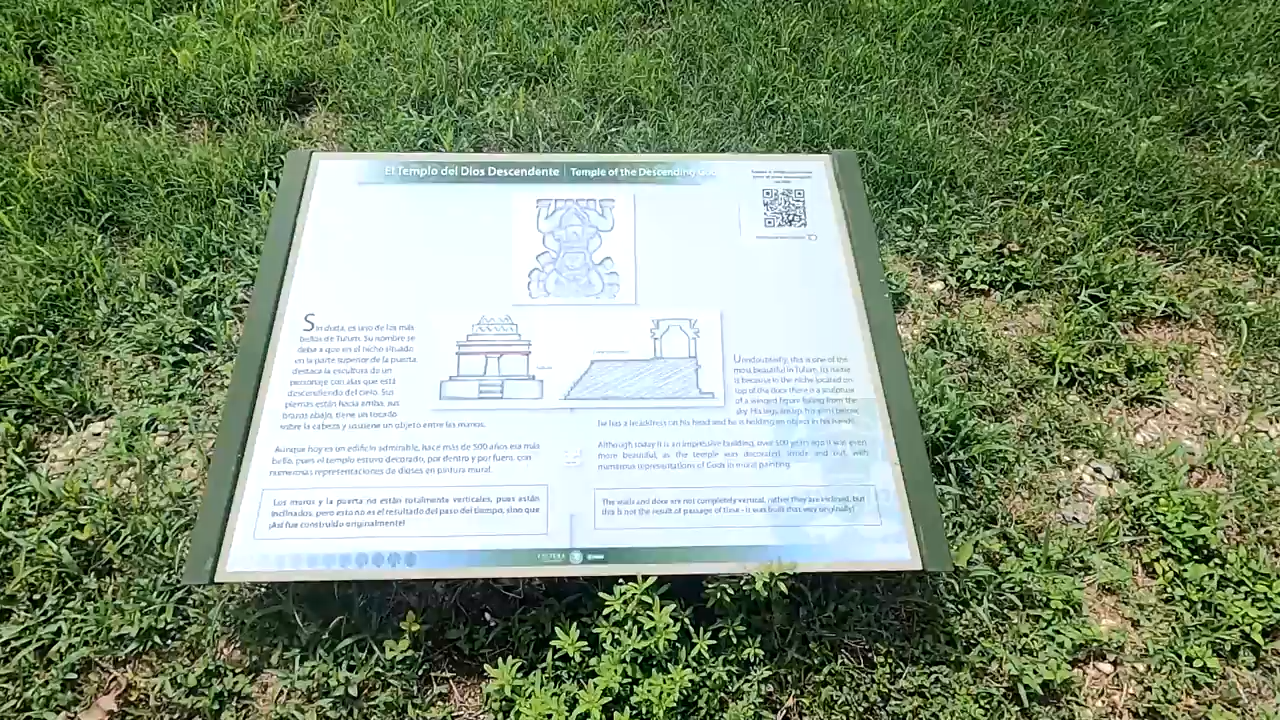 El Templo del Dios Descendente | Temple of the Descending God
Sin duda, es uno de los más
bellos de Tulum. Su nombre se
debe a que en el nicho situado
en la parte superior de la puerta,
destaca la escultura de un
personaje con alas que está
descendiendo del cielo. Sus
piernas están hacia arriba, sus
brazos abajo, tiene un tocado
sobre la cabeza y sostiene un objeto entre las manos.
Aunque hoy es un edificio admirable, hace más de 500 años era más
bello, pues el templo estuvo decorado, por dentro y por fuera, con
numerosas representaciones de dioses en pintura mural.
Los muros y la puerta no están totalmente verticales, pues están
inclinados, pero esto no es el resultado del paso del tiempo, sino que
¡Así fue construido originalmente!
Undoubtedly, this is one of the
most beautiful in Tulum. Its name
is because in the niche located on
top of the door there is a sculpture
of a winged figure falling from the
sky. His legs are up, his arms below,
he has a headdress on his head and he is holding an object in his hands.
Although today it is an impressive building, over 500 years ago it was even
more beautiful, as the temple was decorated, inside and out, with
numerous representations of Gods in mural painting.
The walls and door are not completely vertical, rather they are inclined, but
this is not the result of passage of time - it was built that way originally!
CULTURA